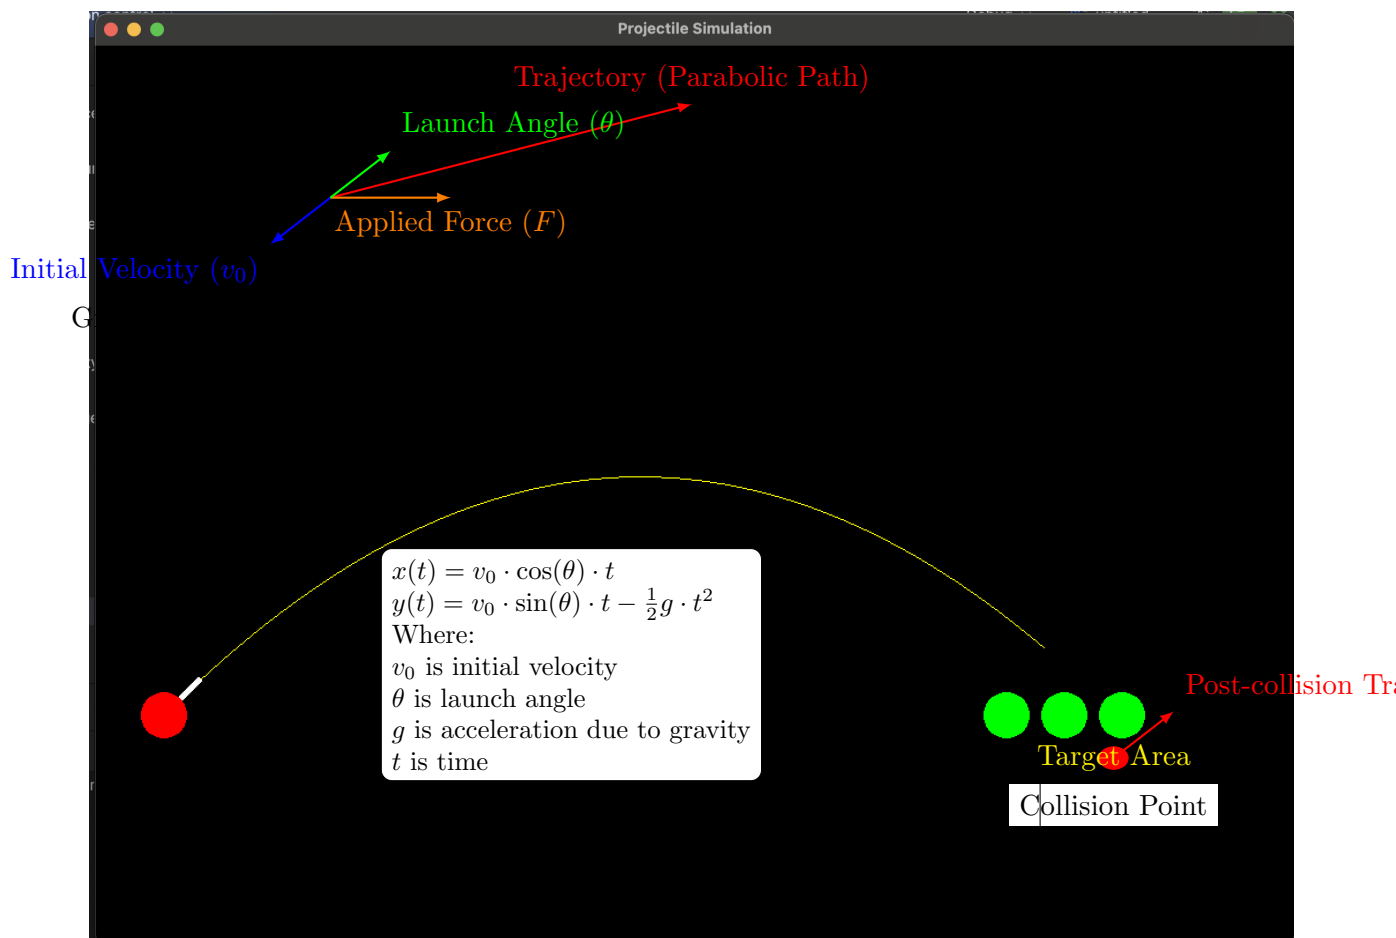 Projectile Simulation
Trajectory (Parabolic Path)
Launch Angle (θ)
Applied Force (F)
Initial Velocity (v₀)
G
x(t) = v₀ · cos(θ) · t
y(t) = v₀ · sin(θ) · t − ½g · t²
Where:
v₀ is initial velocity
θ is launch angle
g is acceleration due to gravity
t is time
Post-collision Tra
Target Area
Collision Point